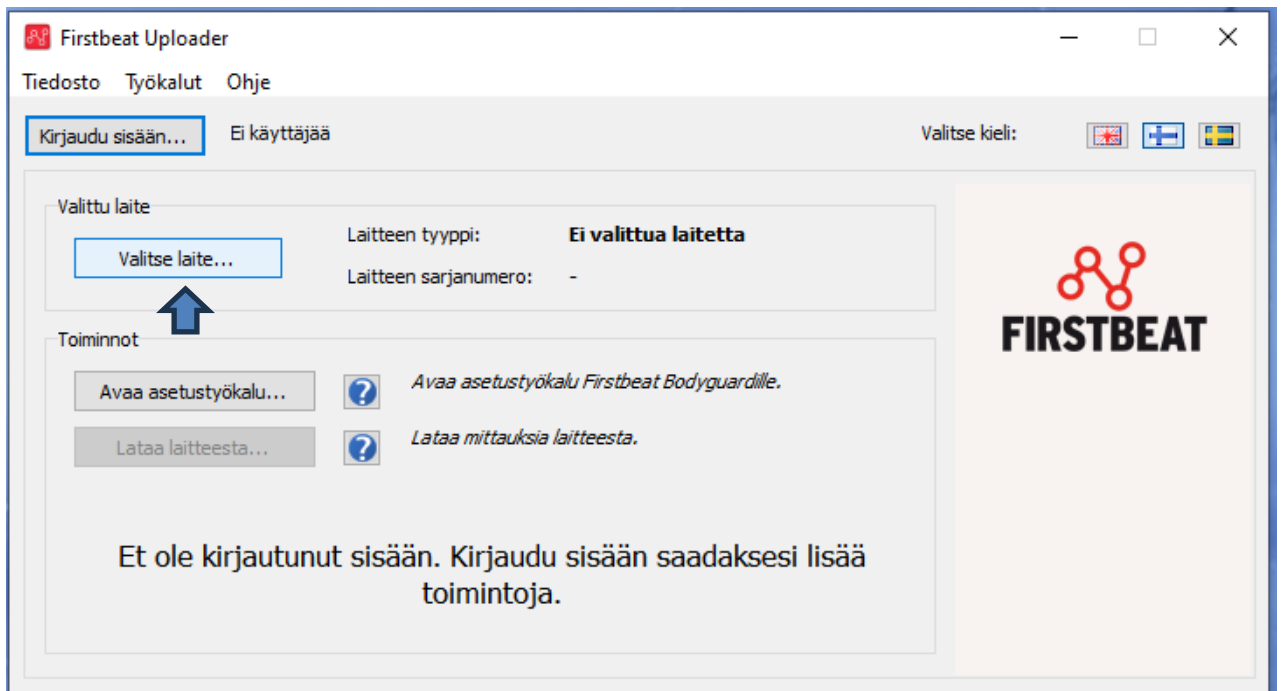 Firstbeat Uploader
Tiedosto Työkalut Ohje
Kirjaudu sisään... Ei käyttäjää Valitse kieli:
Valittu laite
Valitse laite... Laitteen tyyppi: Ei valittua laitetta
Laitteen sarjanumero: -
FIRSTBEAT
Toiminnot
Avaa asetustyökalu... ? Avaa asetustyökalu Firstbeat Bodyguardille.
Lataa laitteesta... ? Lataa mittauksia laitteesta.
Et ole kirjautunut sisään. Kirjaudu sisään saadaksesi lisää
toimintoja.